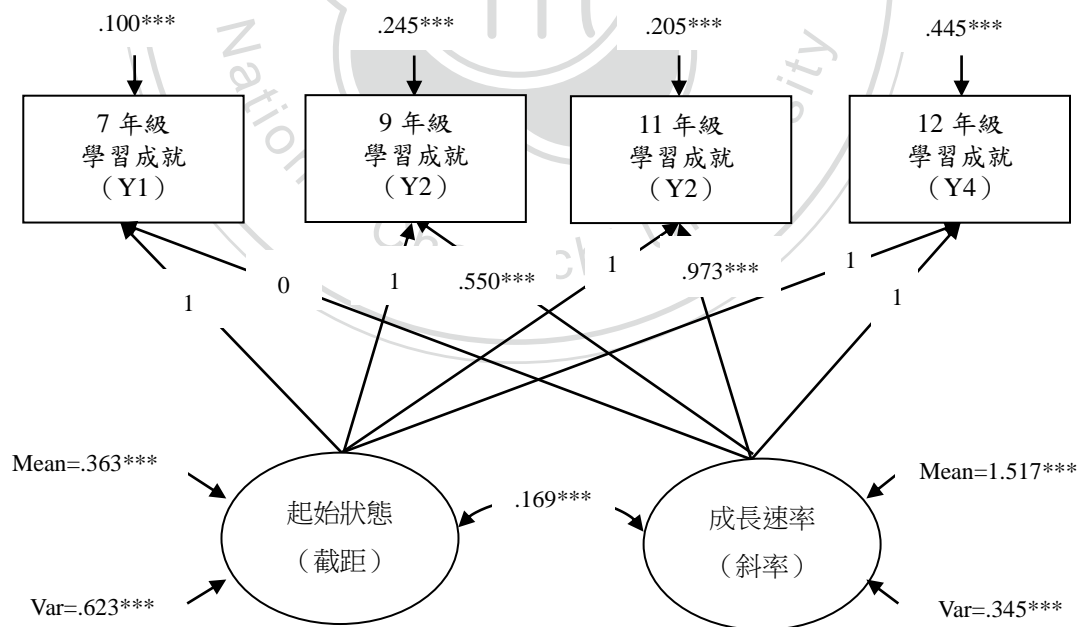 .100***
.245***
.205***
.445***
7 年級
學習成就
（Y1）
9 年級
學習成就
（Y2）
11 年級
學習成就
（Y2）
12 年級
學習成就
（Y4）
1
0
1
.550***
1
.973***
1
1
Mean=.363***
Var=.623***
起始狀態
（截距）
.169***
成長速率
（斜率）
Mean=1.517***
Var=.345***